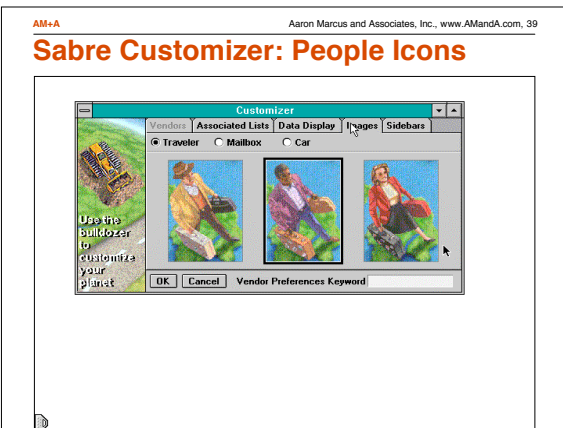 AM+A
Aaron Marcus and Associates, Inc., www.AMandA.com, 39
Sabre Customizer: People Icons
Customizer
Vendors Associated Lists Data Display Images Sidebars
Traveler Mailbox Car
Use the
bulldozer
to
customize
your
planet
OK Cancel Vendor Preferences Keyword